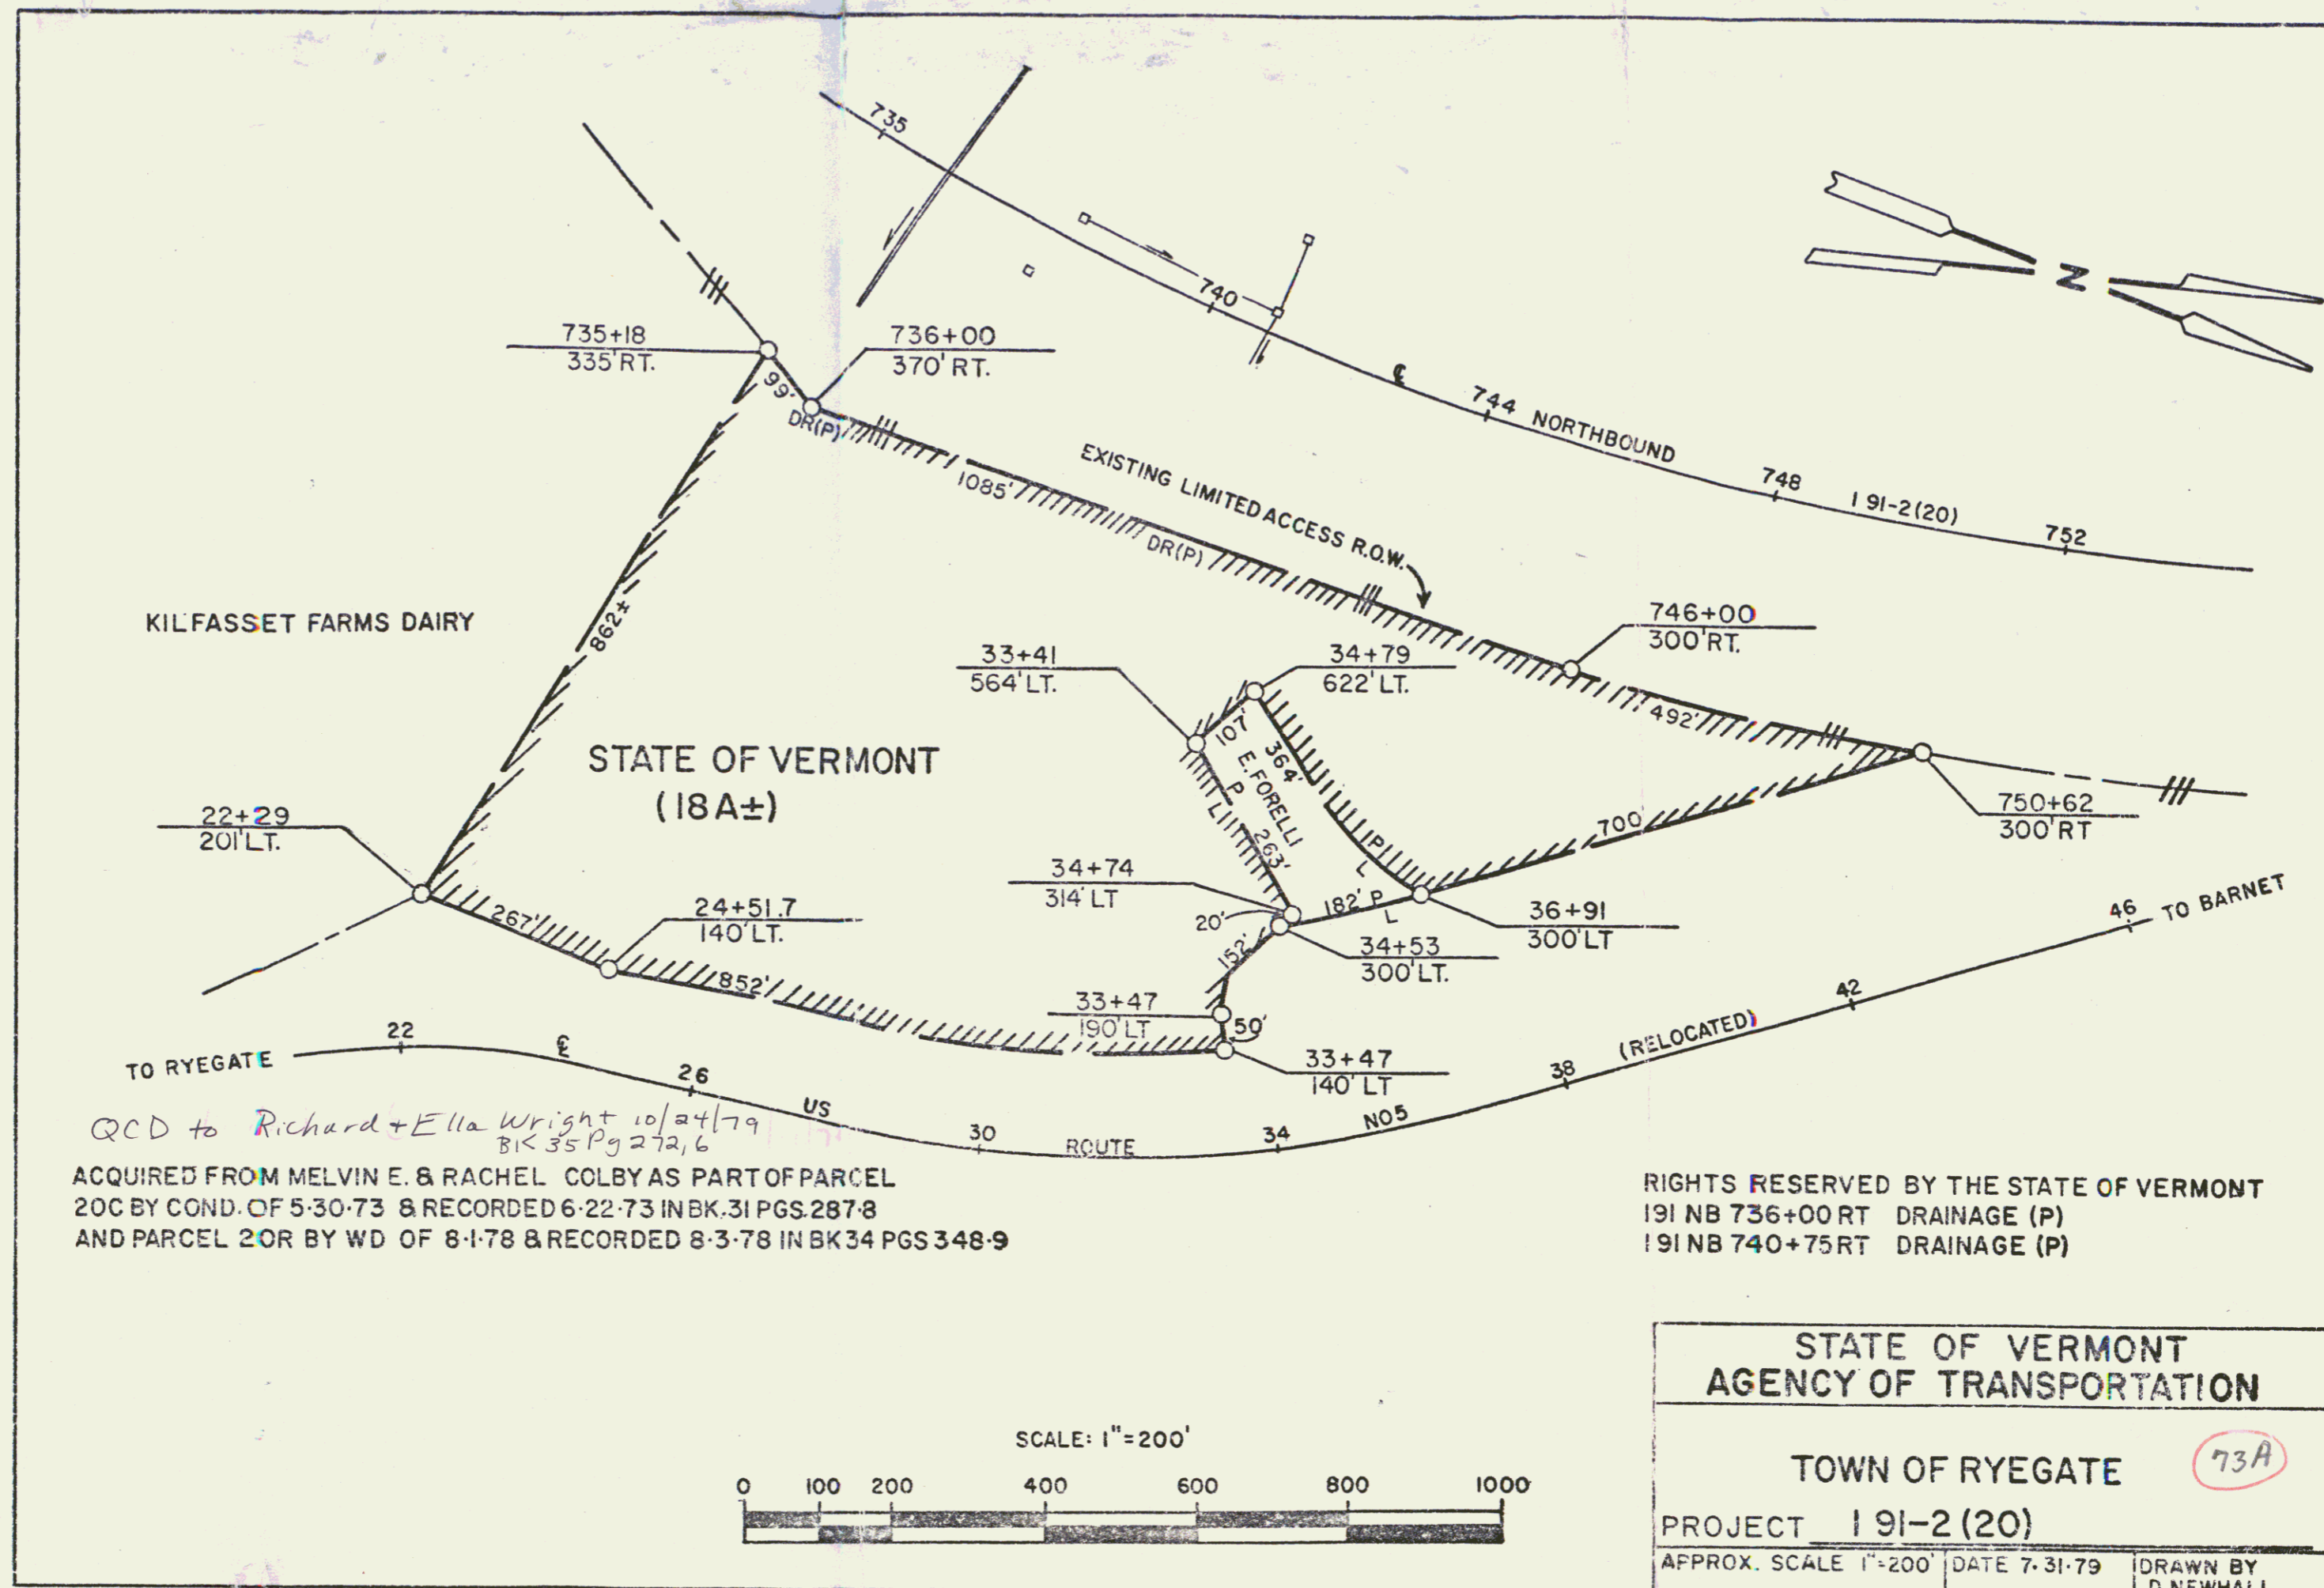 735
740
℄
744 NORTHBOUND
748
I 91-2(20)
752
N
735+18
335'RT.
736+00
370'RT.
99'
DR(P)
1085'
DR(P)
EXISTING LIMITED ACCESS R.O.W.
746+00
300'RT.
492'
750+62
300'RT
KILFASSET FARMS DAIRY
862±
STATE OF VERMONT
(18A±)
33+41
564'LT.
34+79
622'LT.
107'
364'
E. FORELLI
P
L
263'
P
L
700'
22+29
201'LT.
267'
24+51.7
140'LT.
852'
34+74
314'LT
20'
182' P
L
36+91
300'LT
34+53
300'LT.
152'
33+47
190'LT
50'
33+47
140'LT
TO RYEGATE
22
℄
26
US
30
ROUTE
34
NO5
38
(RELOCATED)
42
46
TO BARNET
QCD to Richard + Ella Wright 10/24/79
BK 35 Pg 272,6
ACQUIRED FROM MELVIN E. & RACHEL COLBY AS PART OF PARCEL
20C BY COND. OF 5-30-73 & RECORDED 6-22-73 IN BK.31 PGS.287-8
AND PARCEL 20R BY WD OF 8-1-78 & RECORDED 8-3-78 IN BK 34 PGS 348-9
RIGHTS RESERVED BY THE STATE OF VERMONT
I91 NB 736+00 RT DRAINAGE (P)
I91 NB 740+75 RT DRAINAGE (P)
SCALE: 1"=200'
0 100 200 400 600 800 1000
STATE OF VERMONT
AGENCY OF TRANSPORTATION
TOWN OF RYEGATE
73A
PROJECT I 91-2(20)
APPROX. SCALE 1"=200' DATE 7-31-79 DRAWN BY
D NEWHALL